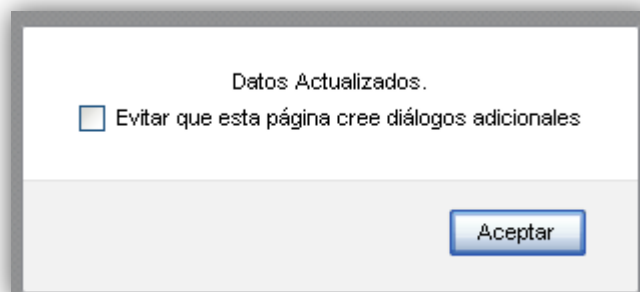 Datos Actualizados.
Evitar que esta página cree diálogos adicionales
Aceptar